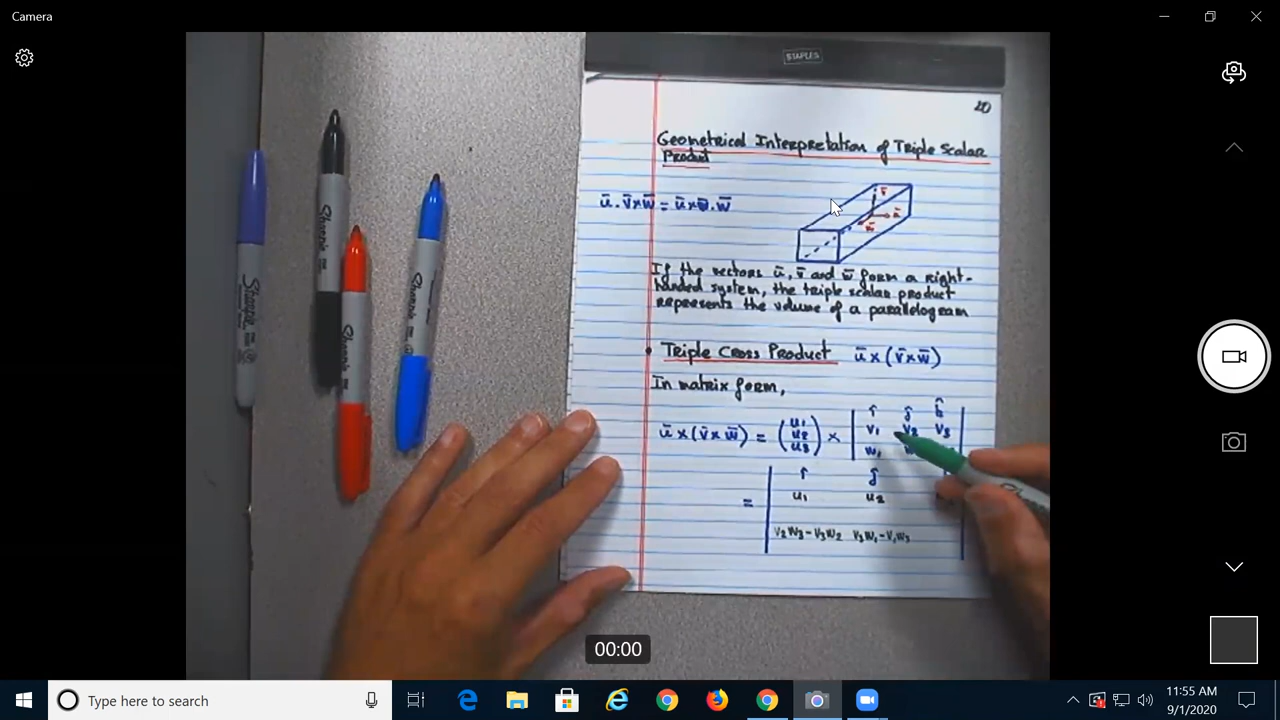 Camera
STAPLES
20
Geometrical Interpretation of Triple Scalar
Product
ū . v̄ × w̄ = ū × v̄ . w̄
v̄
ū
w̄
If the vectors ū, v̄ and w̄ form a right-
handed system, the triple scalar product
represents the volume of a parallelogram
• Triple Cross Product ū × (v̄ × w̄)
In matrix form,
î ĵ k̂
ū × (v̄ × w̄) = (u1 u2 u3) × | v1 v2 v3 |
w1
î ĵ
= | u1 u2
v2w3 - v3w2 v3w1 - v1w3
Sharpie
Sharpie
Sharpie
Sharpie
00:00
Type here to search
11:55 AM
9/1/2020